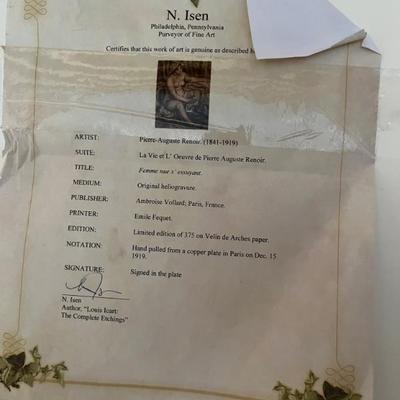 N. Isen
Philadelphia, Pennsylvania
Purveyor of Fine Art
Certifies that this work of art is genuine as described
ARTIST: Pierre-Auguste Renoir. (1841-1919)
SUITE: La Vie et L' Oeuvre de Pierre Auguste Renoir.
TITLE: Femme nue s' essuyant.
MEDIUM: Original heliogravure.
PUBLISHER: Ambroise Vollard; Paris, France.
PRINTER: Emile Fequet.
EDITION: Limited edition of 375 on Velin de Arches paper.
NOTATION: Hand pulled from a copper plate in Paris on Dec. 15
1919.
SIGNATURE: Signed in the plate
N. Isen
Author, "Louis Icart:
The Complete Etchings"